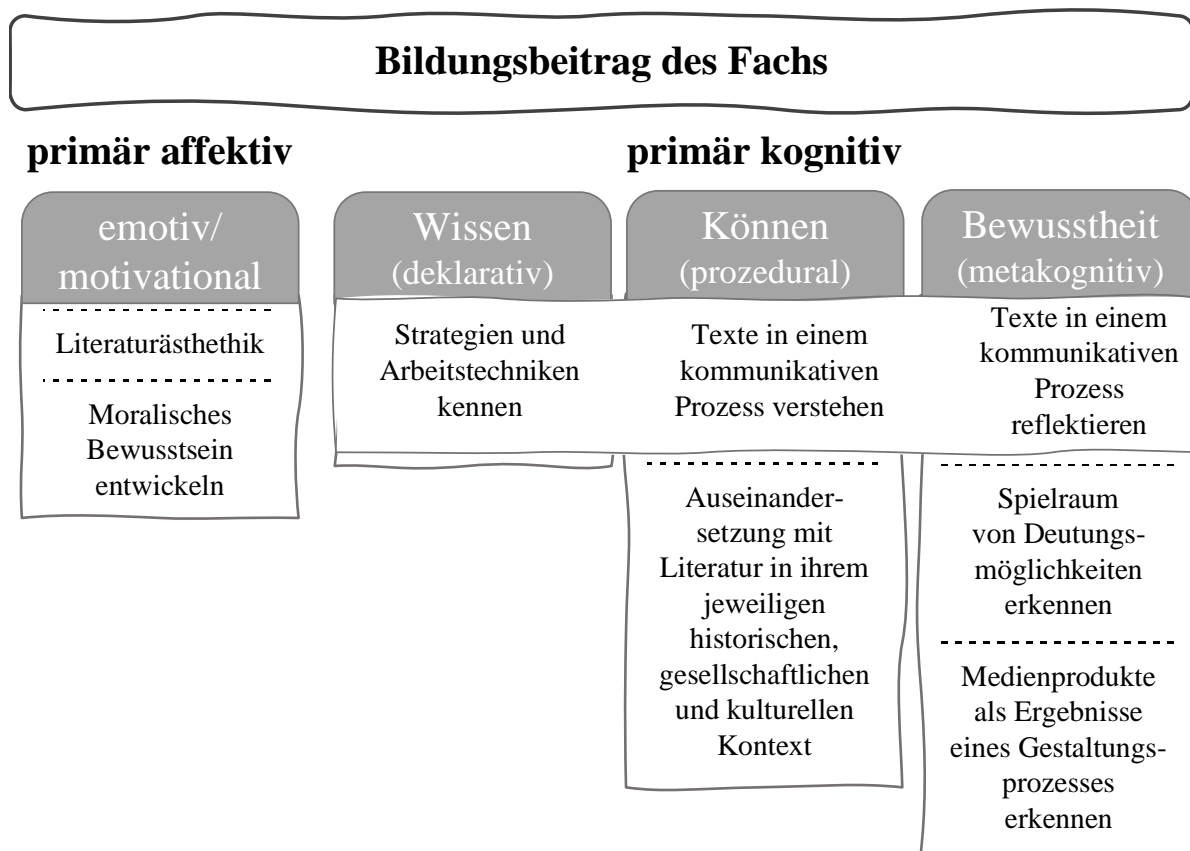 Bildungsbeitrag des Fachs
primär affektiv
primär kognitiv
emotiv/
motivational
Literaturästhethik
Moralisches
Bewusstsein
entwickeln
Wissen
(deklarativ)
Strategien und
Arbeitstechniken
kennen
Können
(prozedural)
Texte in einem
kommunikativen
Prozess verstehen
Auseinander-
setzung mit
Literatur in ihrem
jeweiligen
historischen,
gesellschaftlichen
und kulturellen
Kontext
Bewusstheit
(metakognitiv)
Texte in einem
kommunikativen
Prozess
reflektieren
Spielraum
von Deutungs-
möglichkeiten
erkennen
Medienprodukte
als Ergebnisse
eines Gestaltungs-
prozesses
erkennen